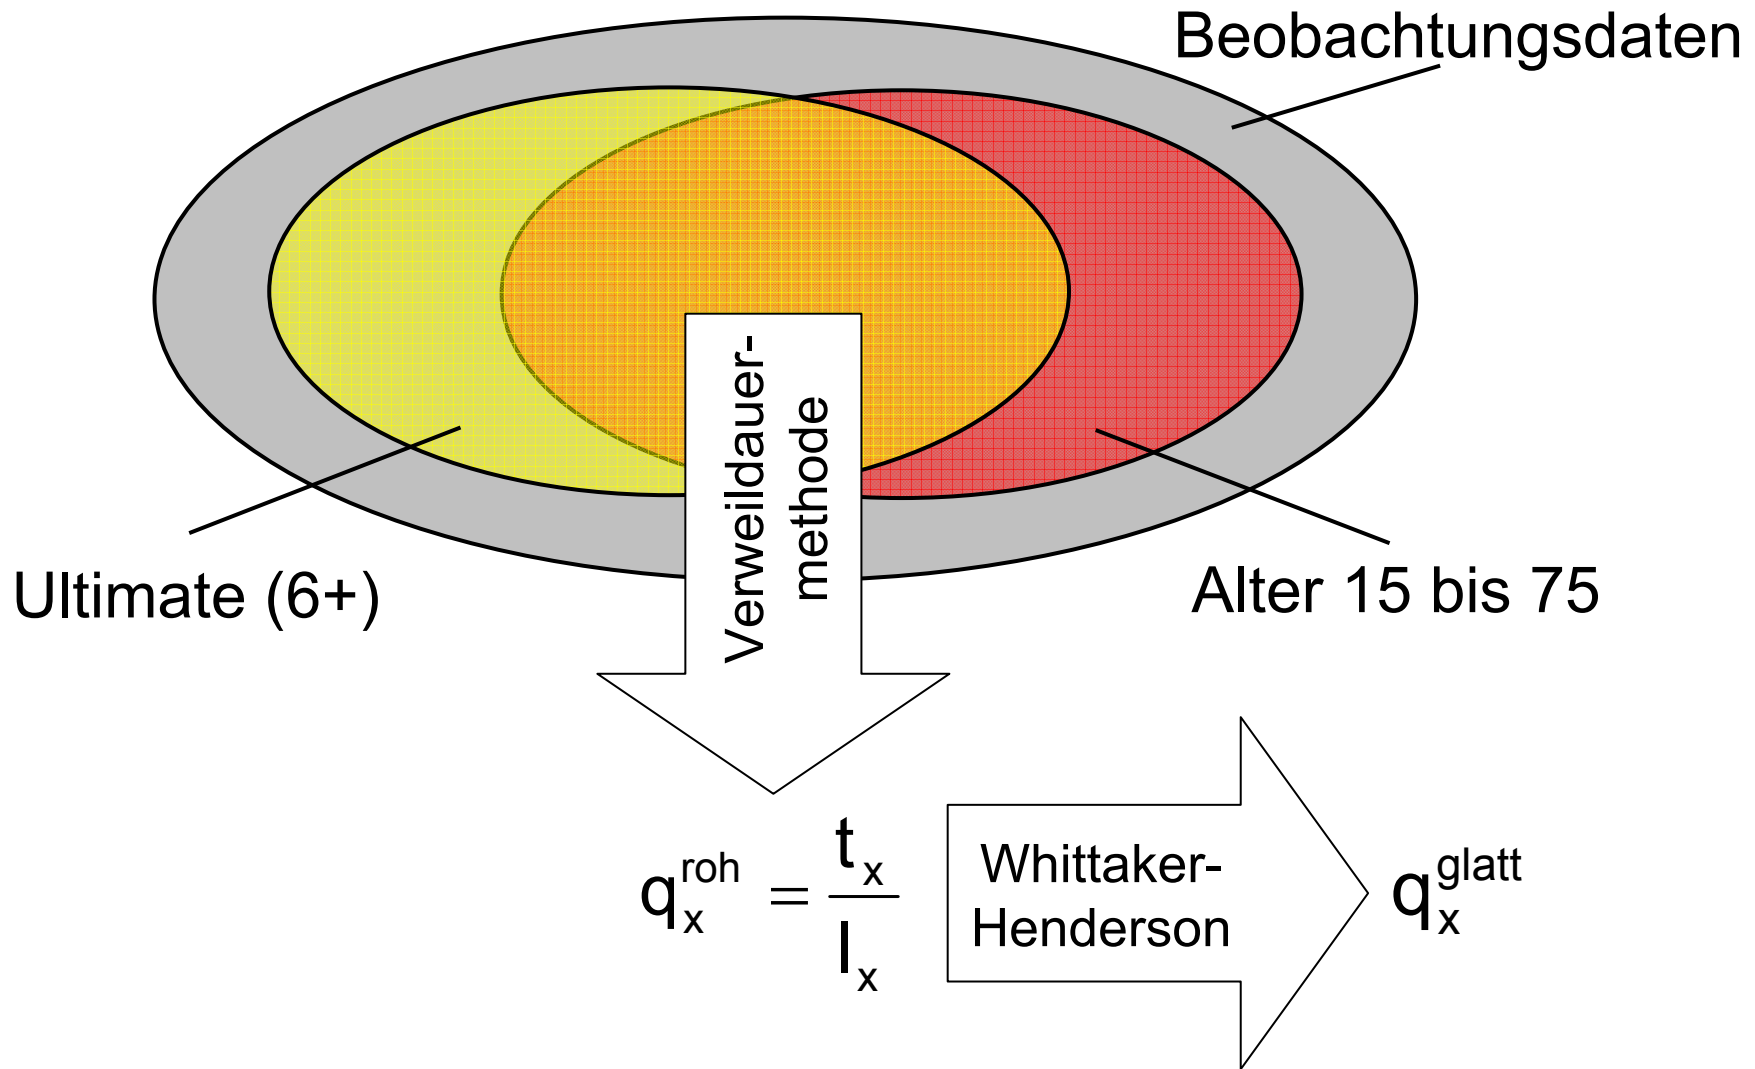 Beobachtungsdaten
Verweildauer-
methode
Ultimate (6+)
Alter 15 bis 75
q_x^roh = t_x / l_x
Whittaker-
Henderson
q_x^glatt